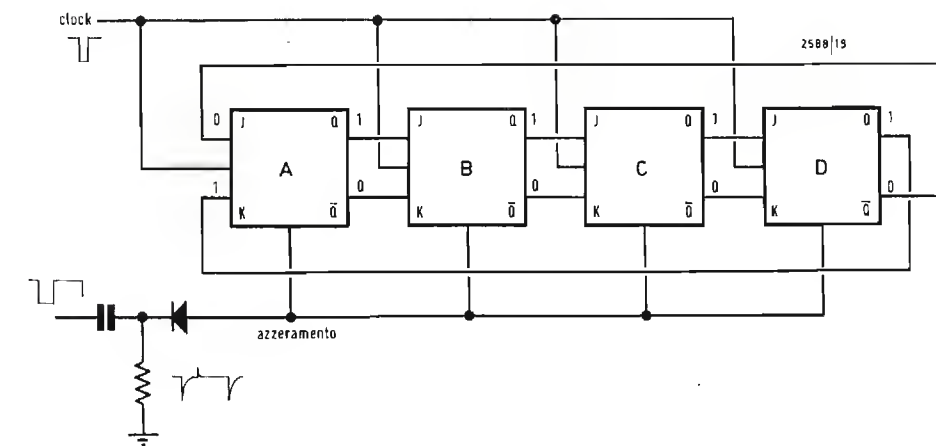 clock
2588/19
0 J Q 1 J Q 1 J Q 1 J Q 1
A B C D
1 K Q̅ 0 K Q̅ 0 K Q̅ 0 K Q̅ 0
azzeramento